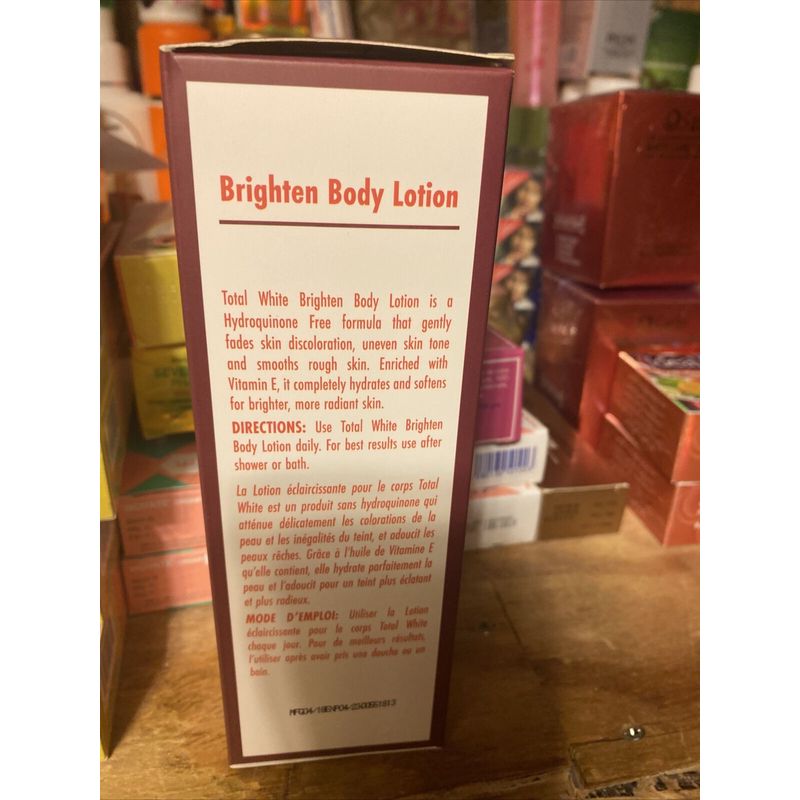 Brighten Body Lotion
Total White Brighten Body Lotion is a
Hydroquinone Free formula that gently
fades skin discoloration, uneven skin tone
and smooths rough skin. Enriched with
Vitamin E, it completely hydrates and softens
for brighter, more radiant skin.
DIRECTIONS: Use Total White Brighten
Body Lotion daily. For best results use after
shower or bath.
La Lotion éclaircissante pour le corps Total
White est un produit sans hydroquinone qui
atténue délicatement les colorations de la
peau et les inégalités du teint, et adoucit les
peaux rêches. Grâce à l'huile de Vitamine E
qu'elle contient, elle hydrate parfaitement la
peau et l'adoucit pour un teint plus éclatant
et plus radieux.
MODE D'EMPLOI: Utiliser la Lotion
éclaircissante pour le corps Total White
chaque jour. Pour de meilleurs résultats,
l'utiliser après avoir pris une douche ou un
bain.